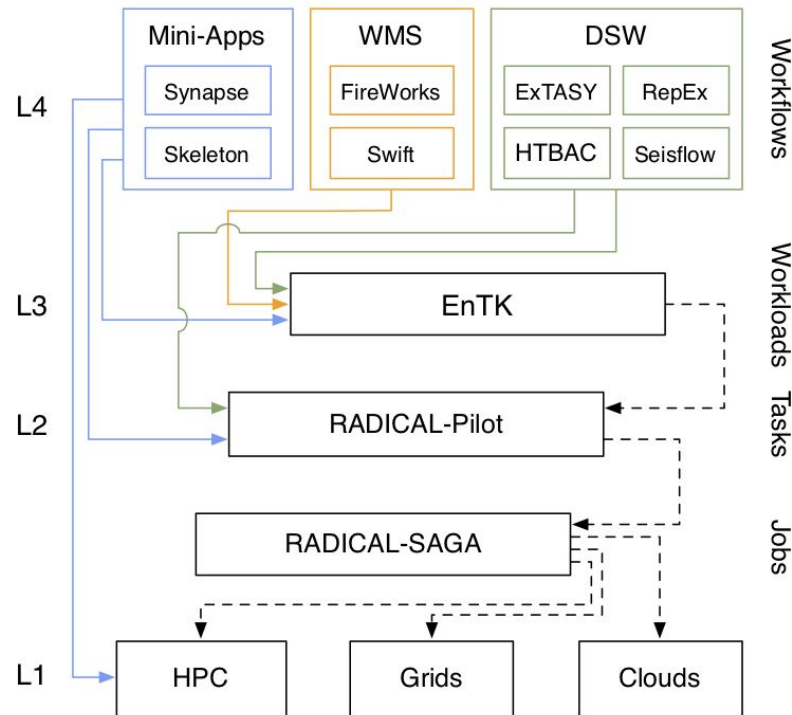 Mini-Apps
WMS
DSW
Workflows
L4
Synapse
FireWorks
ExTASY
RepEx
Skeleton
Swift
HTBAC
Seisflow
L3
EnTK
Workloads
L2
RADICAL-Pilot
Tasks
RADICAL-SAGA
Jobs
L1
HPC
Grids
Clouds